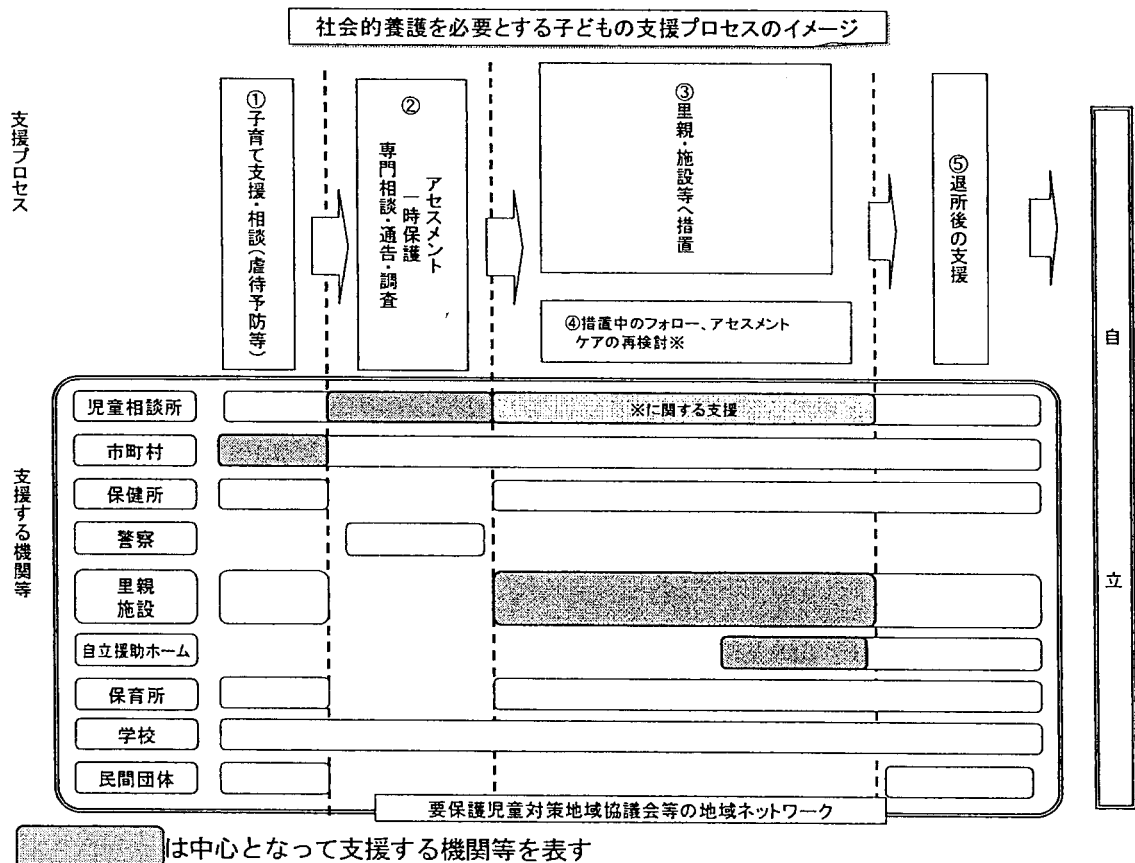 社会的養護を必要とする子どもの支援プロセスのイメージ
支援プロセス
①子育て支援・相談(虐待予防等)
②
専門相談・通告・調査
一時保護
アセスメント
③里親・施設等へ措置
④措置中のフォロー、アセスメント
ケアの再検討※
⑤退所後の支援
自立
支援する機関等
児童相談所
※に関する支援
市町村
保健所
警察
里親
施設
自立援助ホーム
保育所
学校
民間団体
要保護児童対策地域協議会等の地域ネットワーク
は中心となって支援する機関等を表す